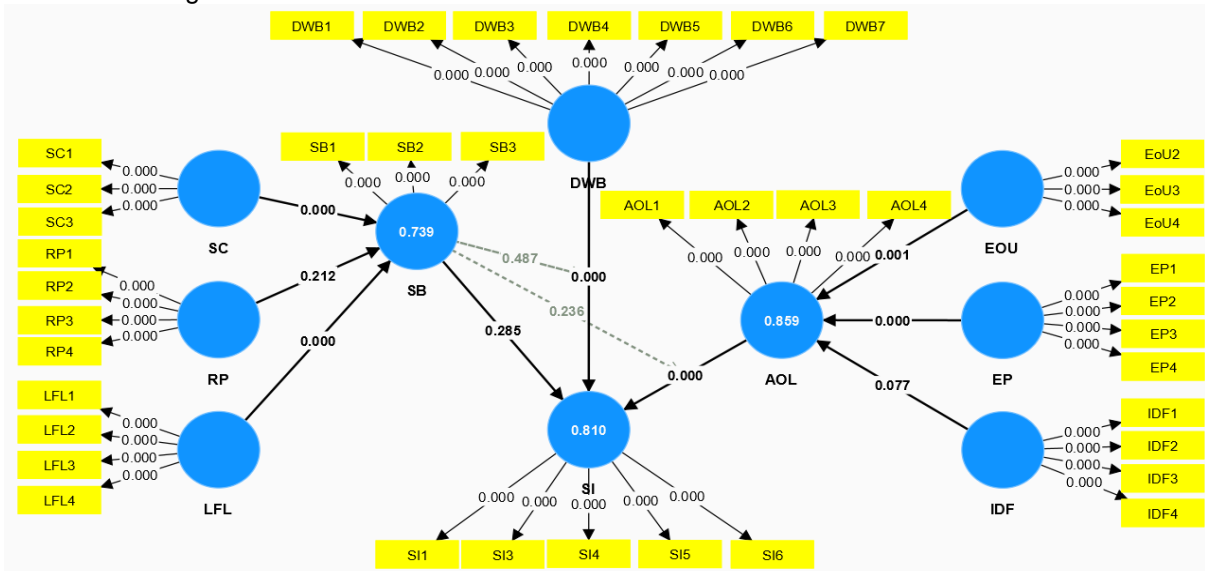 DWB1 DWB2 DWB3 DWB4 DWB5 DWB6 DWB7
0.000 0.000 0.000 0.000 0.000 0.000 0.000
DWB
SC1
SC2
SC3
0.000
0.000
0.000
SC
0.000
SB1 SB2 SB3
0.000 0.000 0.000
0.739
SB
RP1
RP2
RP3
RP4
0.000
0.000
0.000
0.000
RP
0.212
LFL1
LFL2
LFL3
LFL4
0.000
0.000
0.000
0.000
LFL
0.000
0.487
0.236
0.285
0.000
0.000
AOL1 AOL2 AOL3 AOL4
0.000 0.000 0.000 0.000
0.859
AOL
0.001
0.000
0.077
EOU
0.000
0.000
0.000
EoU2
EoU3
EoU4
EP
0.000
0.000
0.000
0.000
EP1
EP2
EP3
EP4
IDF
0.000
0.000
0.000
0.000
IDF1
IDF2
IDF3
IDF4
0.810
SI
0.000 0.000 0.000 0.000 0.000
SI1 SI3 SI4 SI5 SI6